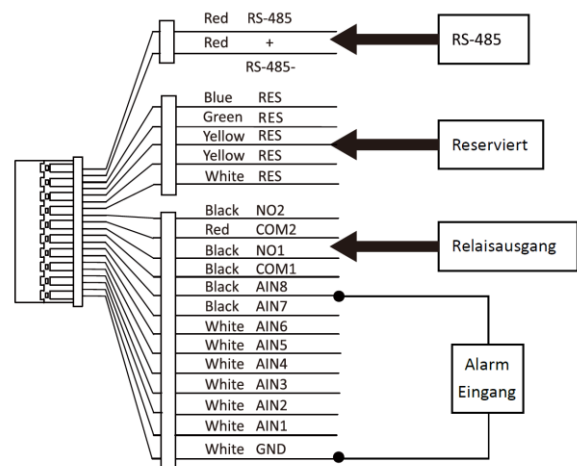 Red RS-485
Red +
RS-485-
RS-485
Blue RES
Green RES
Yellow RES
Yellow RES
White RES
Reserviert
Black NO2
Red COM2
Black NO1
Black COM1
Relaisausgang
Black AIN8
Black AIN7
White AIN6
White AIN5
White AIN4
White AIN3
White AIN2
White AIN1
White GND
Alarm
Eingang